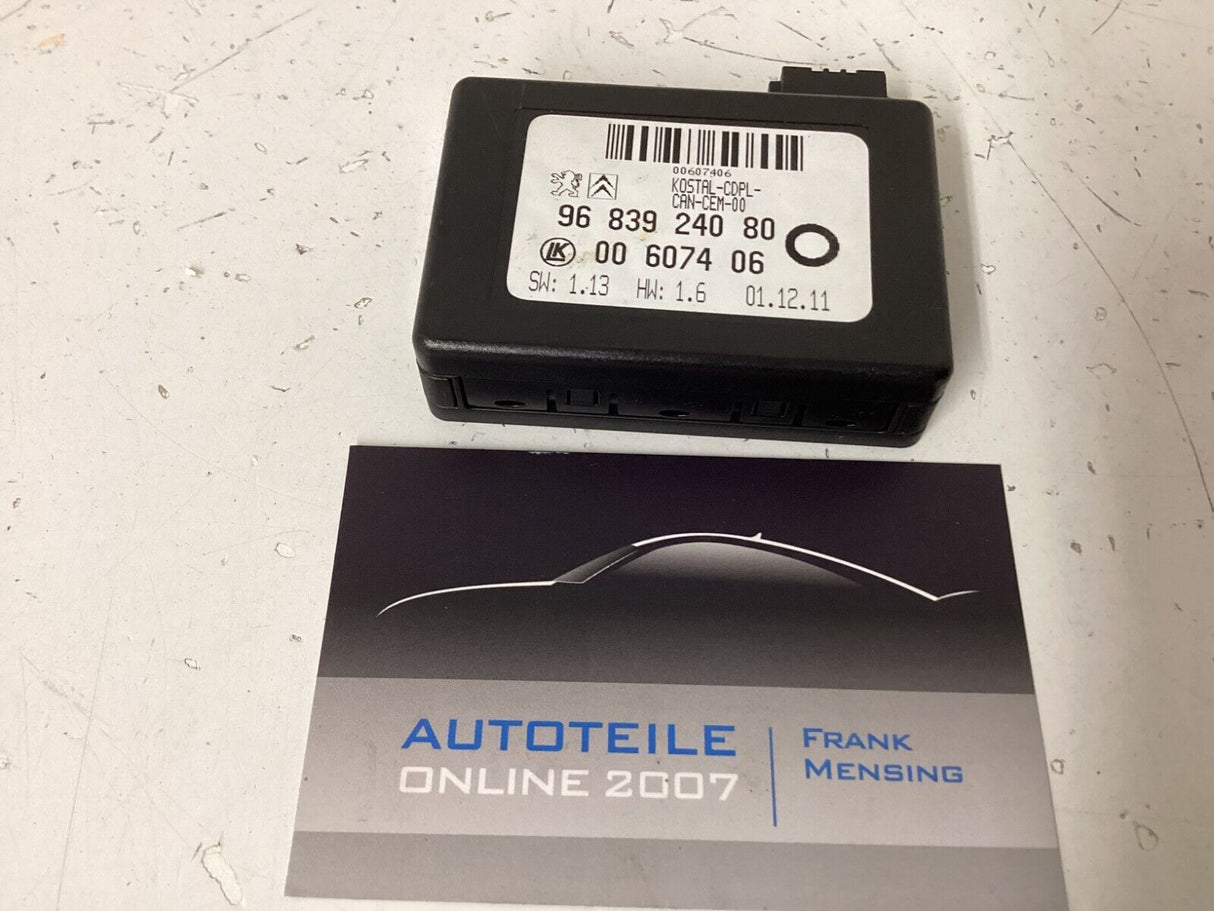 00607406
KOSTAL-CDPL-
CAN-CEM-00
96 839 240 80
LK 00 6074 06
SW: 1.13 HW: 1.6 01.12.11
AUTOTEILE
ONLINE 2007
FRANK
MENSING